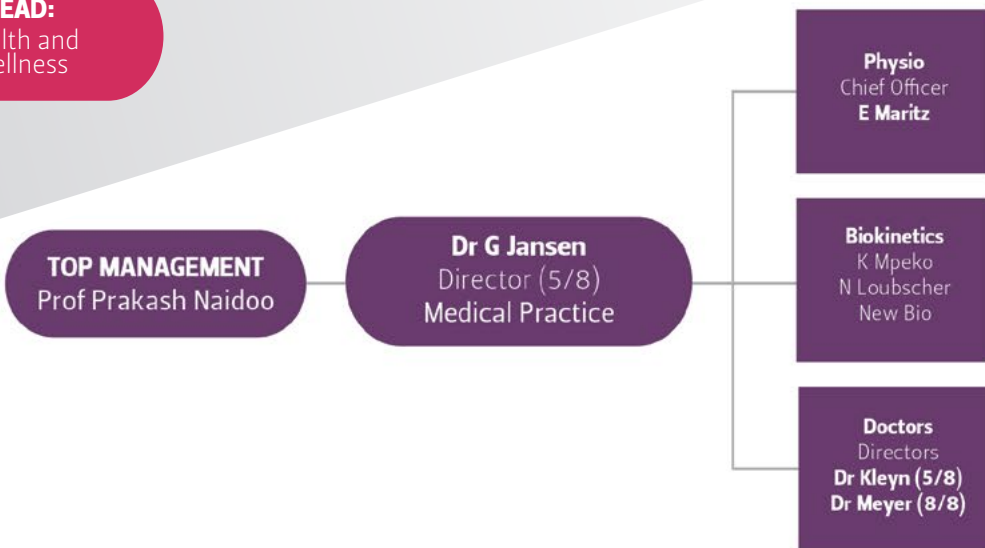 EAD:
lth and
ellness
TOP MANAGEMENT
Prof Prakash Naidoo
Dr G Jansen
Director (5/8)
Medical Practice
Physio
Chief Officer
E Maritz
Biokinetics
K Mpeko
N Loubscher
New Bio
Doctors
Directors
Dr Kleyn (5/8)
Dr Meyer (8/8)